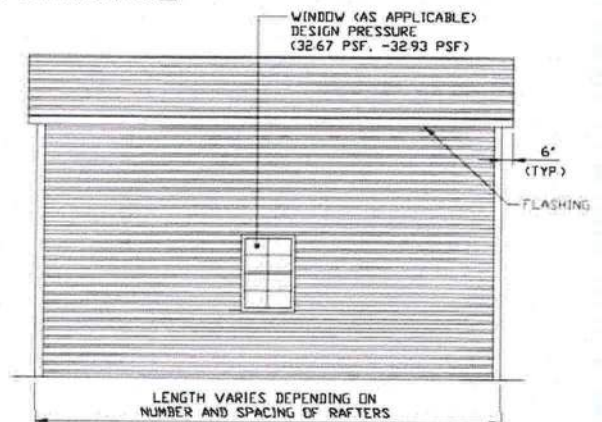 WINDOW (AS APPLICABLE)
DESIGN PRESSURE
(32.67 PSF, -32.93 PSF)
6"
(TYP.)
FLASHING
LENGTH VARIES DEPENDING ON
NUMBER AND SPACING OF RAFTERS